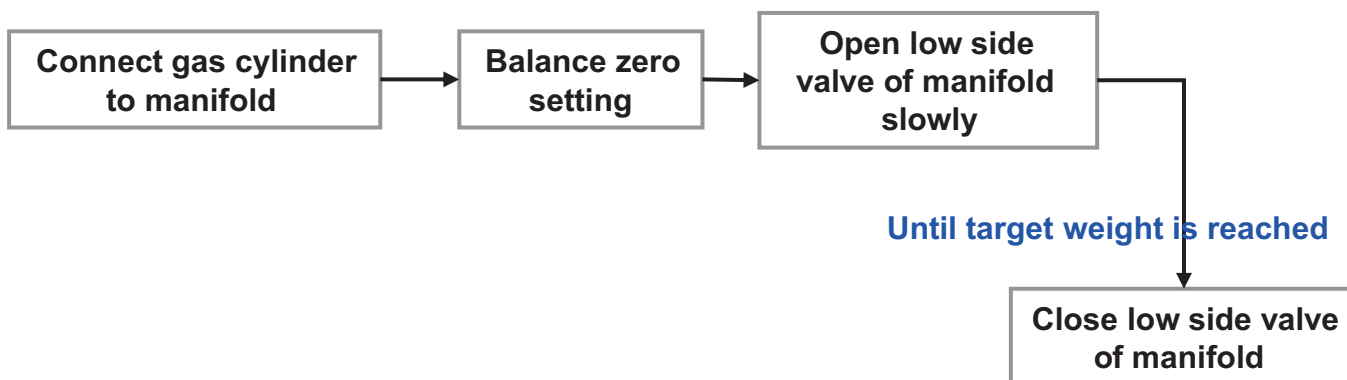 Connect gas cylinder
to manifold
Balance zero
setting
Open low side
valve of manifold
slowly
Until target weight is reached
Close low side valve
of manifold